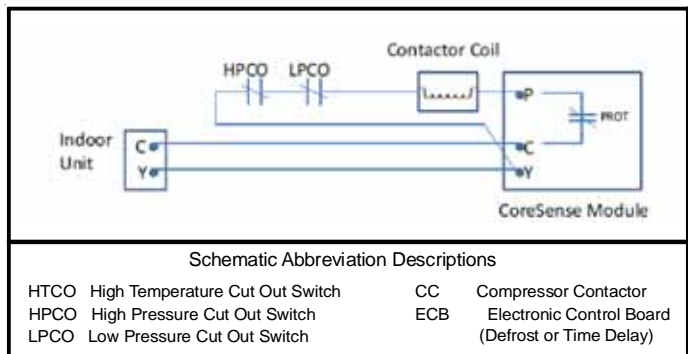 Contactor Coil
HPCO LPCO
P
PROT
Indoor
Unit
C
Y
C
Y
CoreSense Module
Schematic Abbreviation Descriptions
HTCO High Temperature Cut Out Switch
HPCO High Pressure Cut Out Switch
LPCO Low Pressure Cut Out Switch
CC Compressor Contactor
ECB Electronic Control Board
(Defrost or Time Delay)